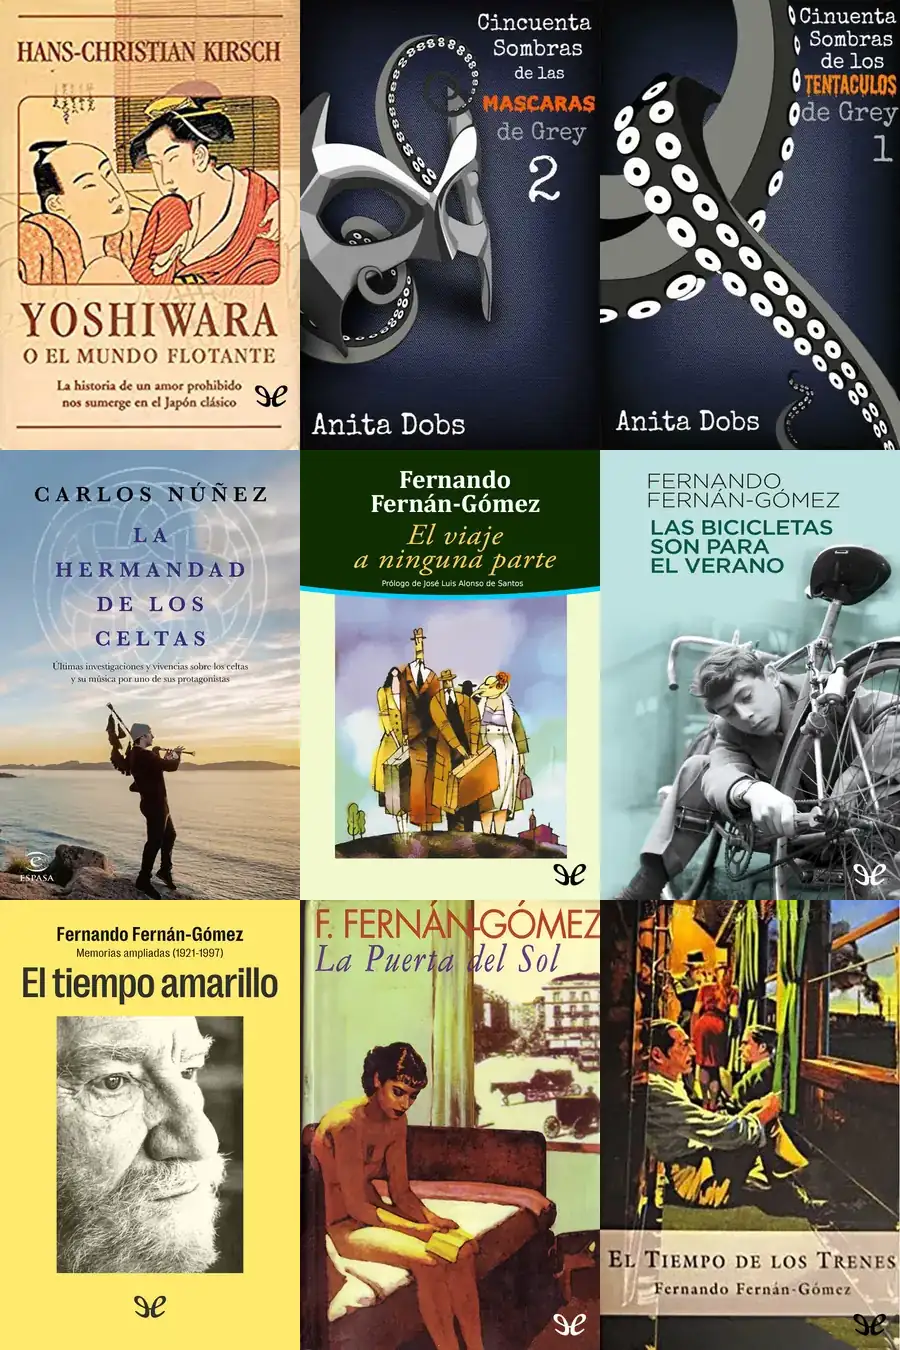 HANS-CHRISTIAN KIRSCH
YOSHIWARA
O EL MUNDO FLOTANTE
La historia de un amor prohibido
nos sumerge en el Japón clásico
Cincuenta
Sombras
de las
MASCARAS
de Grey
2
Anita Dobs
Cinuenta
Sombras
de los
TENTACULOS
de Grey
1
Anita Dobs
CARLOS NÚÑEZ
LA
HERMANDAD
DE LOS
CELTAS
Últimas investigaciones y vivencias sobre los celtas
y su música por uno de sus protagonistas
ESPASA
Fernando
Fernán-Gómez
El viaje
a ninguna parte
Prólogo de José Luis Alonso de Santos
FERNANDO
FERNÁN-GÓMEZ
LAS BICICLETAS
SON PARA
EL VERANO
Fernando Fernán-Gómez
Memorias ampliadas (1921-1997)
El tiempo amarillo
F. FERNÁN-GÓMEZ
La Puerta del Sol
EL TIEMPO DE LOS TRENES
Fernando Fernán-Gómez